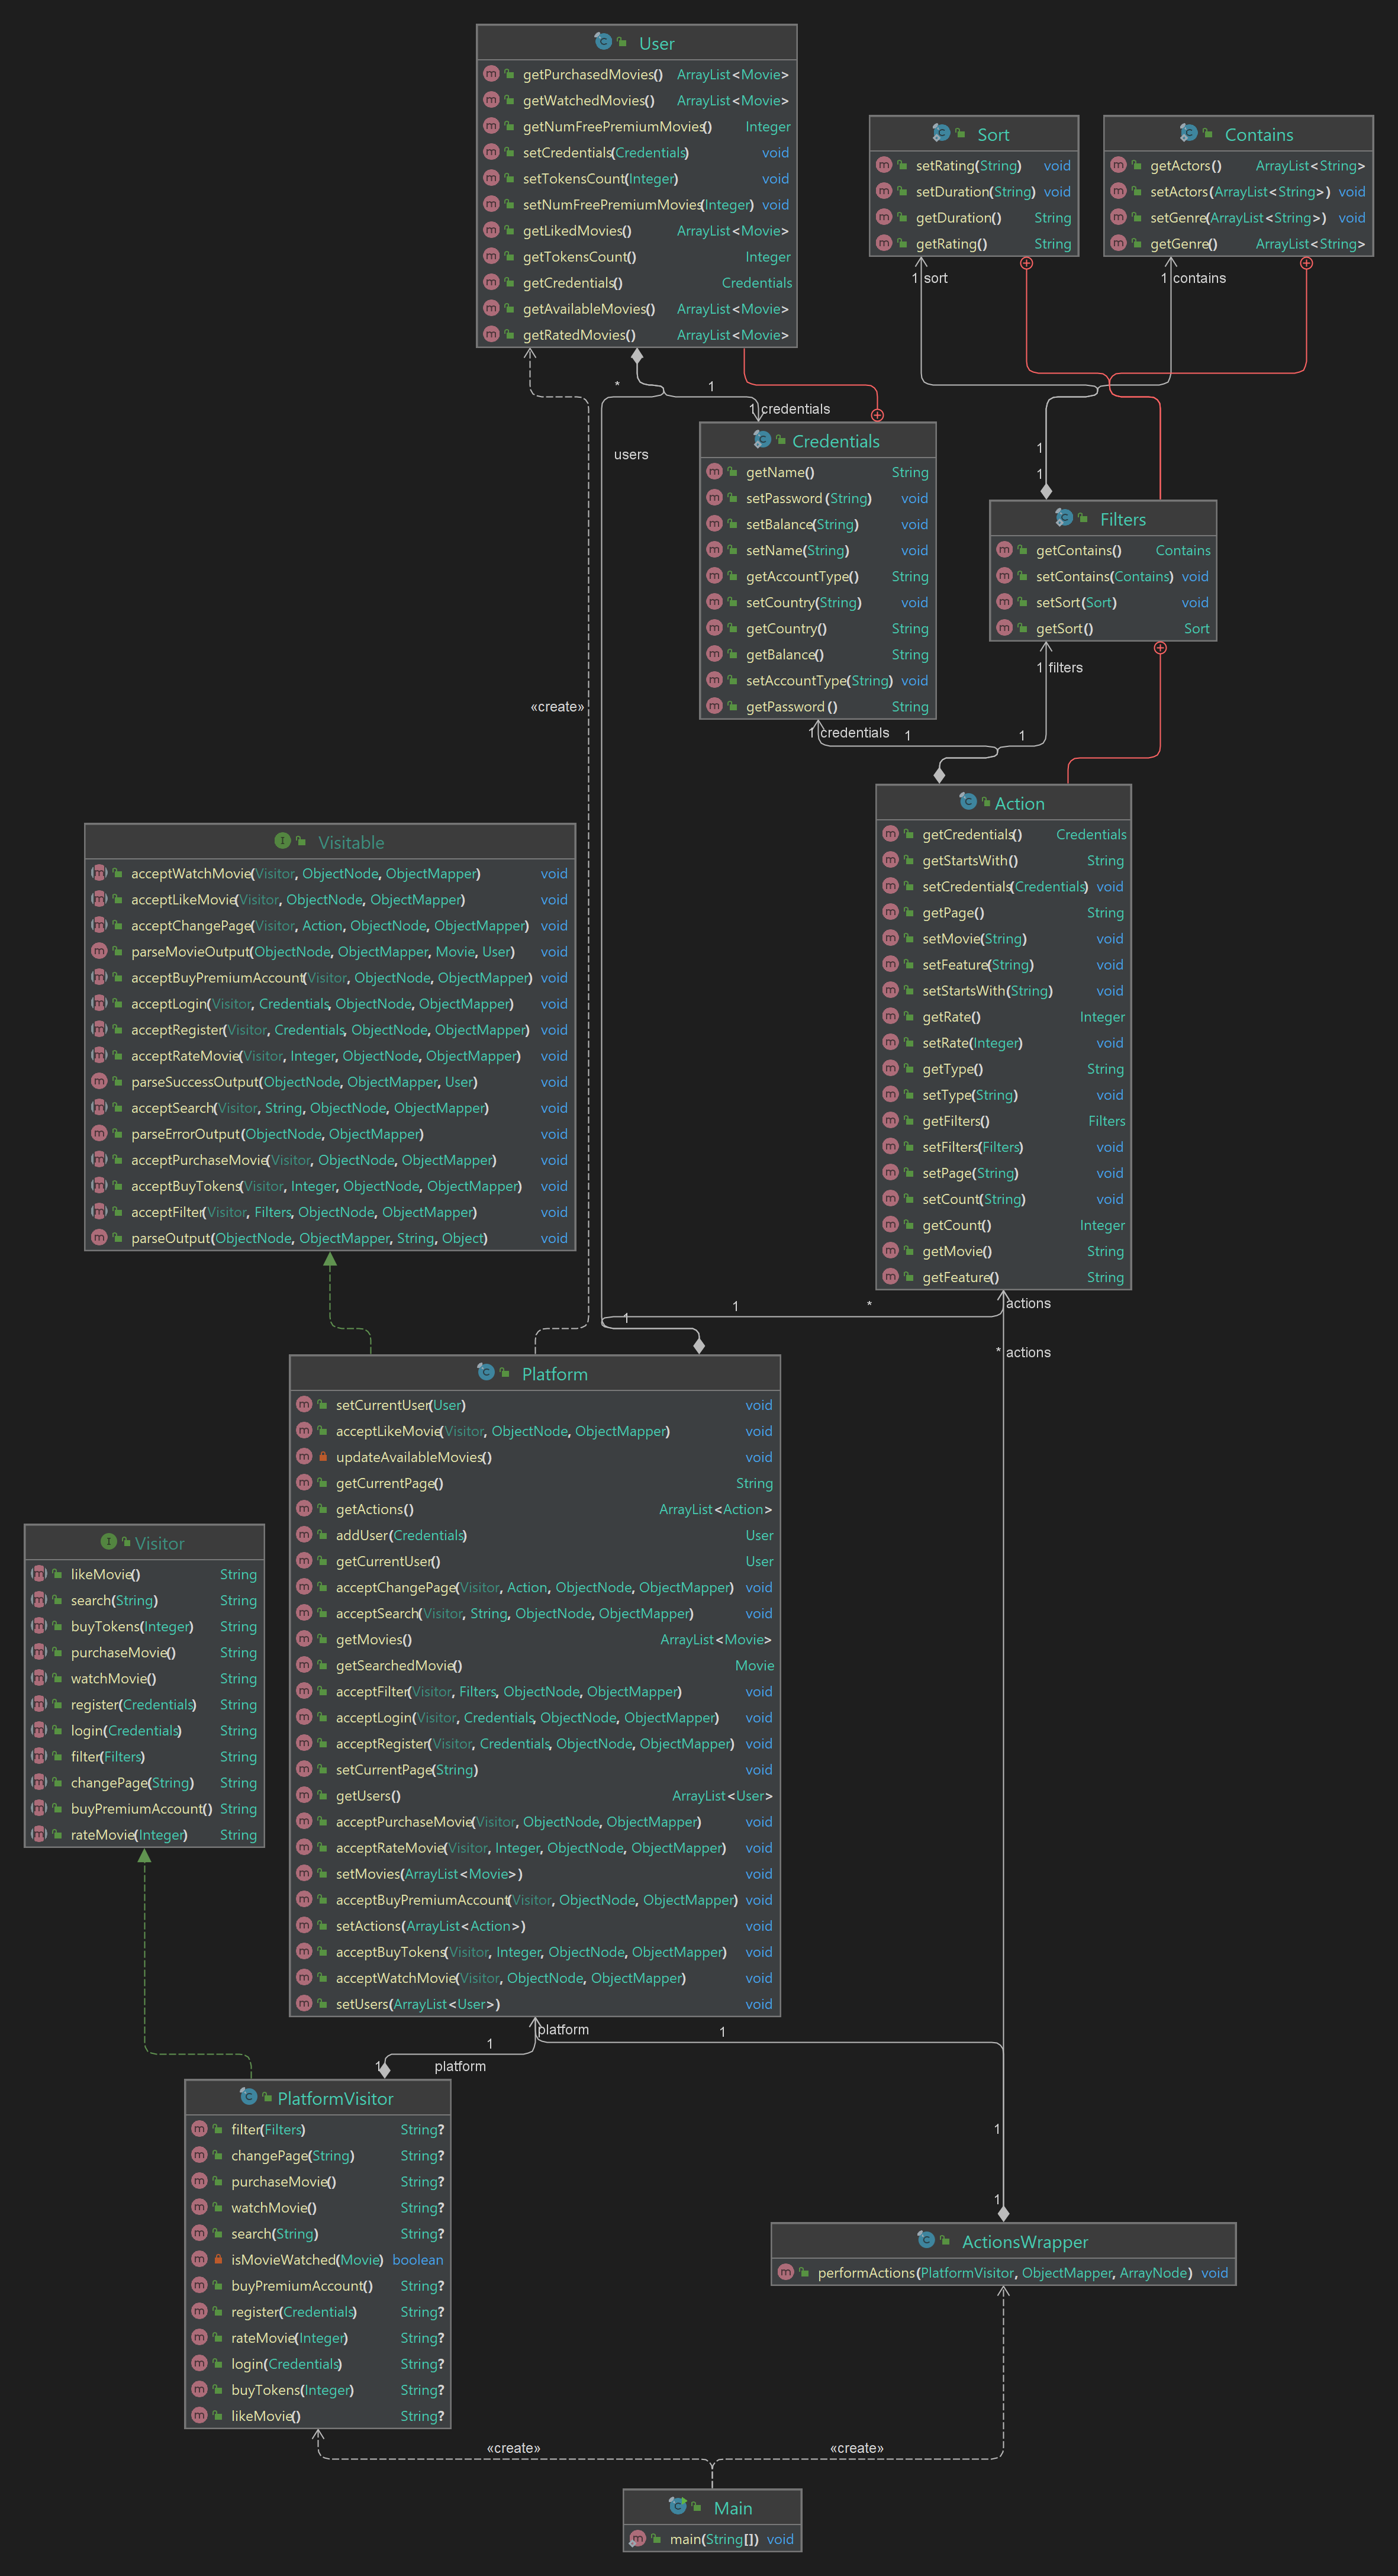 User
getPurchasedMovies() ArrayList<Movie>
getWatchedMovies() ArrayList<Movie>
getNumFreePremiumMovies() Integer
setCredentials(Credentials) void
setTokensCount(Integer) void
setNumFreePremiumMovies(Integer) void
getLikedMovies() ArrayList<Movie>
getTokensCount() Integer
getCredentials() Credentials
getAvailableMovies() ArrayList<Movie>
getRatedMovies() ArrayList<Movie>
Sort
setRating(String) void
setDuration(String) void
getDuration() String
getRating() String
Contains
getActors() ArrayList<String>
setActors(ArrayList<String>) void
setGenre(ArrayList<String>) void
getGenre() ArrayList<String>
1 sort
1 contains
* 1
1 credentials
users
1
1
Credentials
getName() String
setPassword(String) void
setBalance(String) void
setName(String) void
getAccountType() String
setCountry(String) void
getCountry() String
getBalance() String
setAccountType(String) void
getPassword() String
Filters
getContains() Contains
setContains(Contains) void
setSort(Sort) void
getSort() Sort
1 filters
«create»
1 credentials 1 1
Action
getCredentials() Credentials
getStartsWith() String
setCredentials(Credentials) void
getPage() String
setMovie(String) void
setFeature(String) void
setStartsWith(String) void
getRate() Integer
setRate(Integer) void
getType() String
setType(String) void
getFilters() Filters
setFilters(Filters) void
setPage(String) void
setCount(String) void
getCount() Integer
getMovie() String
getFeature() String
Visitable
acceptWatchMovie(Visitor, ObjectNode, ObjectMapper) void
acceptLikeMovie(Visitor, ObjectNode, ObjectMapper) void
acceptChangePage(Visitor, Action, ObjectNode, ObjectMapper) void
parseMovieOutput(ObjectNode, ObjectMapper, Movie, User) void
acceptBuyPremiumAccount(Visitor, ObjectNode, ObjectMapper) void
acceptLogin(Visitor, Credentials, ObjectNode, ObjectMapper) void
acceptRegister(Visitor, Credentials, ObjectNode, ObjectMapper) void
acceptRateMovie(Visitor, Integer, ObjectNode, ObjectMapper) void
parseSuccessOutput(ObjectNode, ObjectMapper, User) void
acceptSearch(Visitor, String, ObjectNode, ObjectMapper) void
parseErrorOutput(ObjectNode, ObjectMapper) void
acceptPurchaseMovie(Visitor, ObjectNode, ObjectMapper) void
acceptBuyTokens(Visitor, Integer, ObjectNode, ObjectMapper) void
acceptFilter(Visitor, Filters, ObjectNode, ObjectMapper) void
parseOutput(ObjectNode, ObjectMapper, String, Object) void
1 * actions
1
* actions
Platform
setCurrentUser(User) void
acceptLikeMovie(Visitor, ObjectNode, ObjectMapper) void
updateAvailableMovies() void
getCurrentPage() String
getActions() ArrayList<Action>
addUser(Credentials) User
getCurrentUser() User
acceptChangePage(Visitor, Action, ObjectNode, ObjectMapper) void
acceptSearch(Visitor, String, ObjectNode, ObjectMapper) void
getMovies() ArrayList<Movie>
getSearchedMovie() Movie
acceptFilter(Visitor, Filters, ObjectNode, ObjectMapper) void
acceptLogin(Visitor, Credentials, ObjectNode, ObjectMapper) void
acceptRegister(Visitor, Credentials, ObjectNode, ObjectMapper) void
setCurrentPage(String) void
getUsers() ArrayList<User>
acceptPurchaseMovie(Visitor, ObjectNode, ObjectMapper) void
acceptRateMovie(Visitor, Integer, ObjectNode, ObjectMapper) void
setMovies(ArrayList<Movie>) void
acceptBuyPremiumAccount(Visitor, ObjectNode, ObjectMapper) void
setActions(ArrayList<Action>) void
acceptBuyTokens(Visitor, Integer, ObjectNode, ObjectMapper) void
acceptWatchMovie(Visitor, ObjectNode, ObjectMapper) void
setUsers(ArrayList<User>) void
Visitor
likeMovie() String
search(String) String
buyTokens(Integer) String
purchaseMovie() String
watchMovie() String
register(Credentials) String
login(Credentials) String
filter(Filters) String
changePage(String) String
buyPremiumAccount() String
rateMovie(Integer) String
platform 1
1
1 platform
PlatformVisitor
filter(Filters) String?
changePage(String) String?
purchaseMovie() String?
watchMovie() String?
search(String) String?
isMovieWatched(Movie) boolean
buyPremiumAccount() String?
register(Credentials) String?
rateMovie(Integer) String?
login(Credentials) String?
buyTokens(Integer) String?
likeMovie() String?
1
1
ActionsWrapper
performActions(PlatformVisitor, ObjectMapper, ArrayNode) void
«create» «create»
Main
main(String[]) void